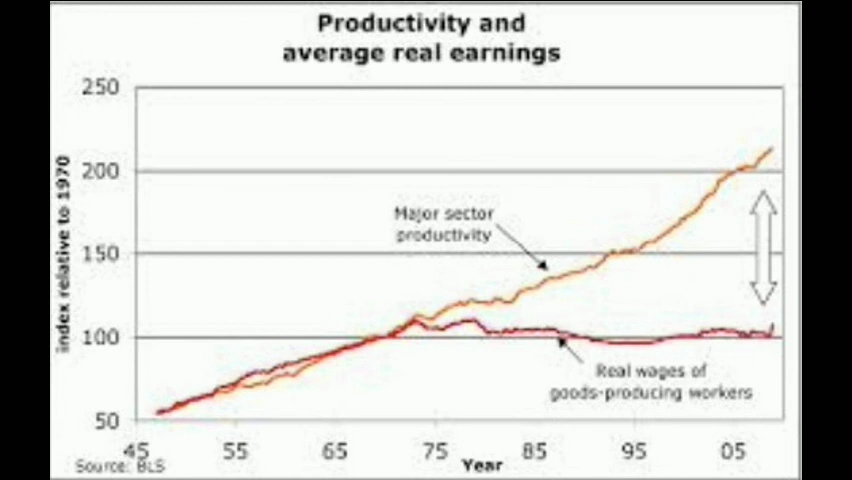 Productivity and
average real earnings
250
200
150
100
50
index relative to 1970
Major sector
productivity
Real wages of
goods-producing workers
45 55 65 75 85 95 05
Year
Source: BLS